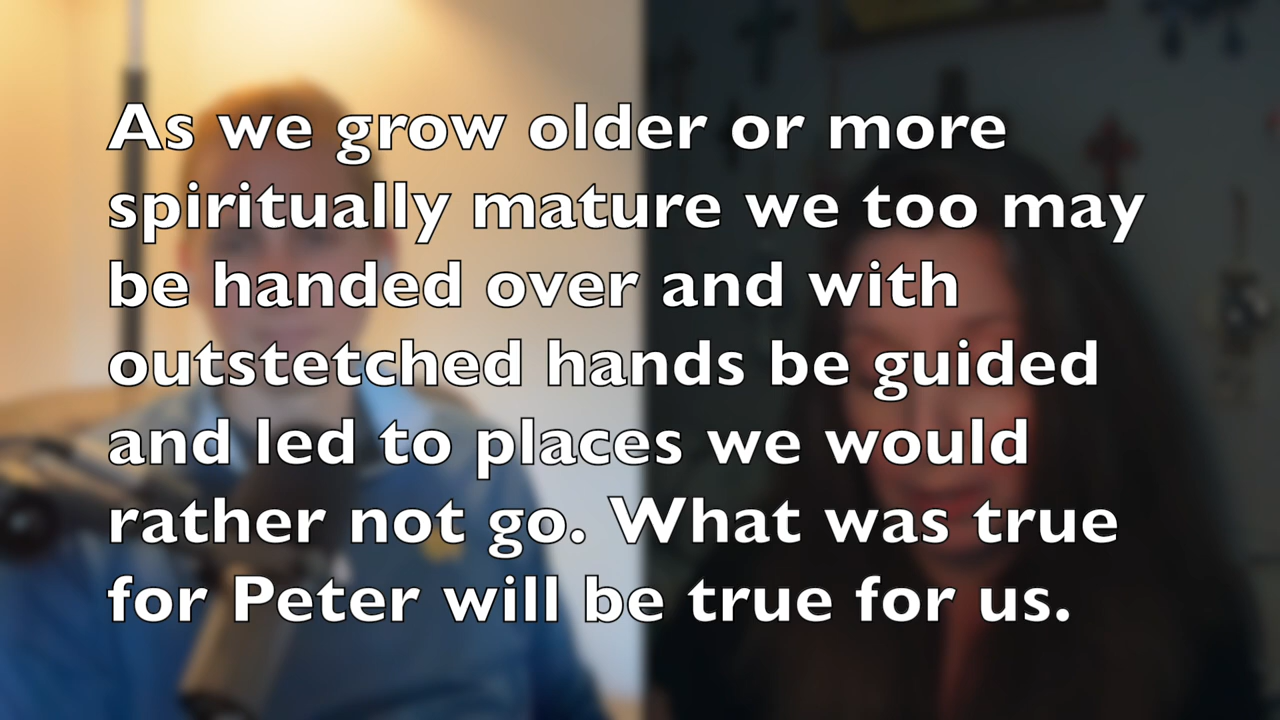 As we grow older or more
spiritually mature we too may
be handed over and with
outstetched hands be guided
and led to places we would
rather not go. What was true
for Peter will be true for us.